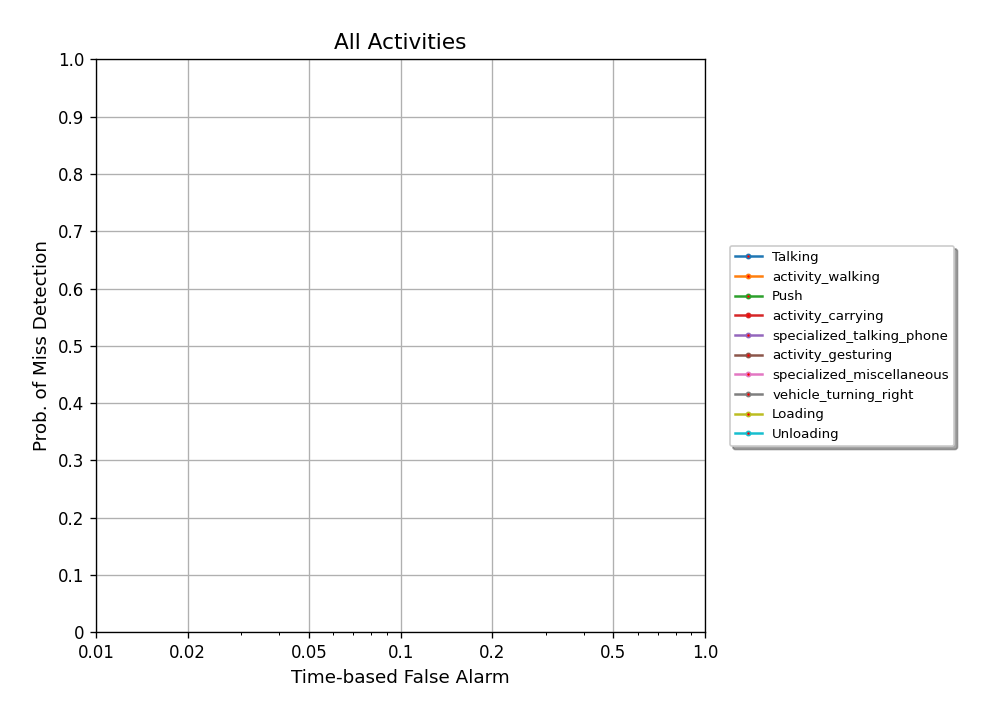 All Activities
Prob. of Miss Detection
1.0
0.9
0.8
0.7
0.6
0.5
0.4
0.3
0.2
0.1
0
0.01 0.02 0.05 0.1 0.2 0.5 1.0
Time-based False Alarm
Talking
activity_walking
Push
activity_carrying
specialized_talking_phone
activity_gesturing
specialized_miscellaneous
vehicle_turning_right
Loading
Unloading